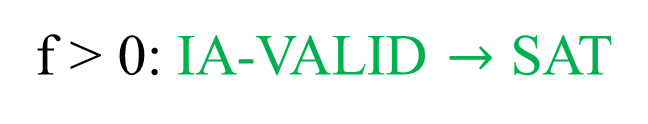 f > 0: IA-VALID → SAT